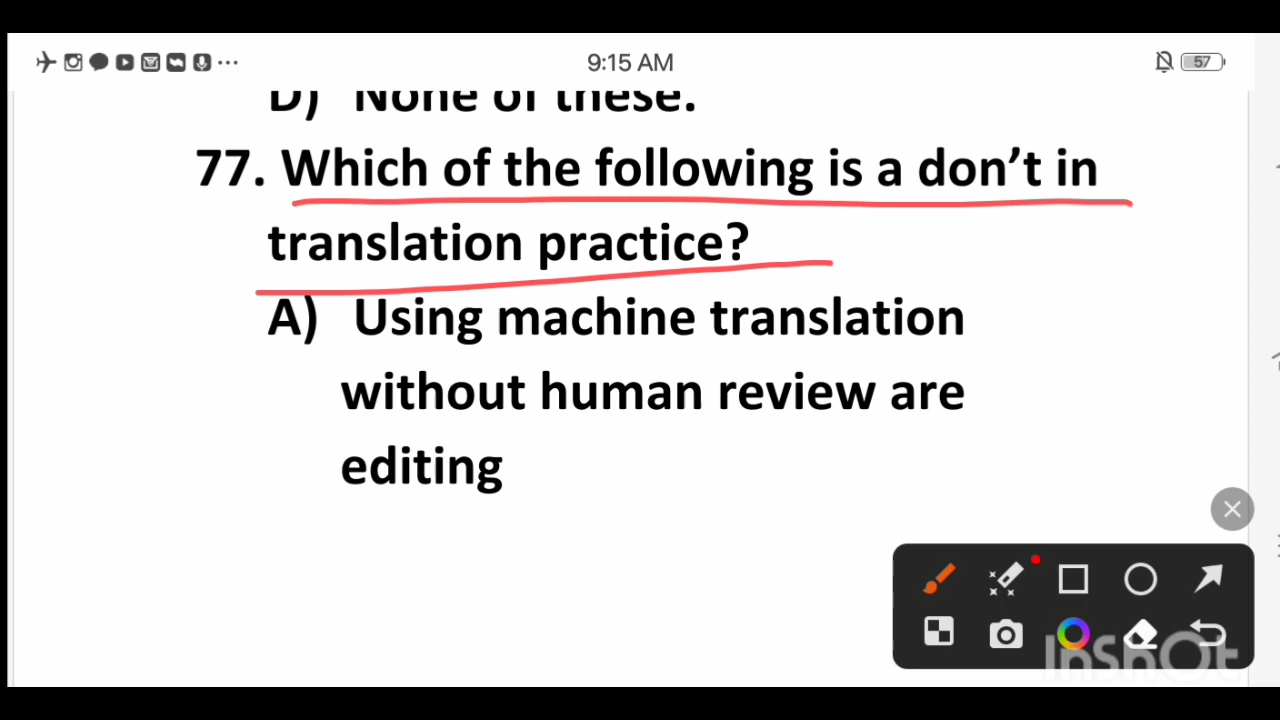 9:15 AM
57
D) None of these.
77. Which of the following is a don’t in
translation practice?
A) Using machine translation
without human review are
editing
InShOt